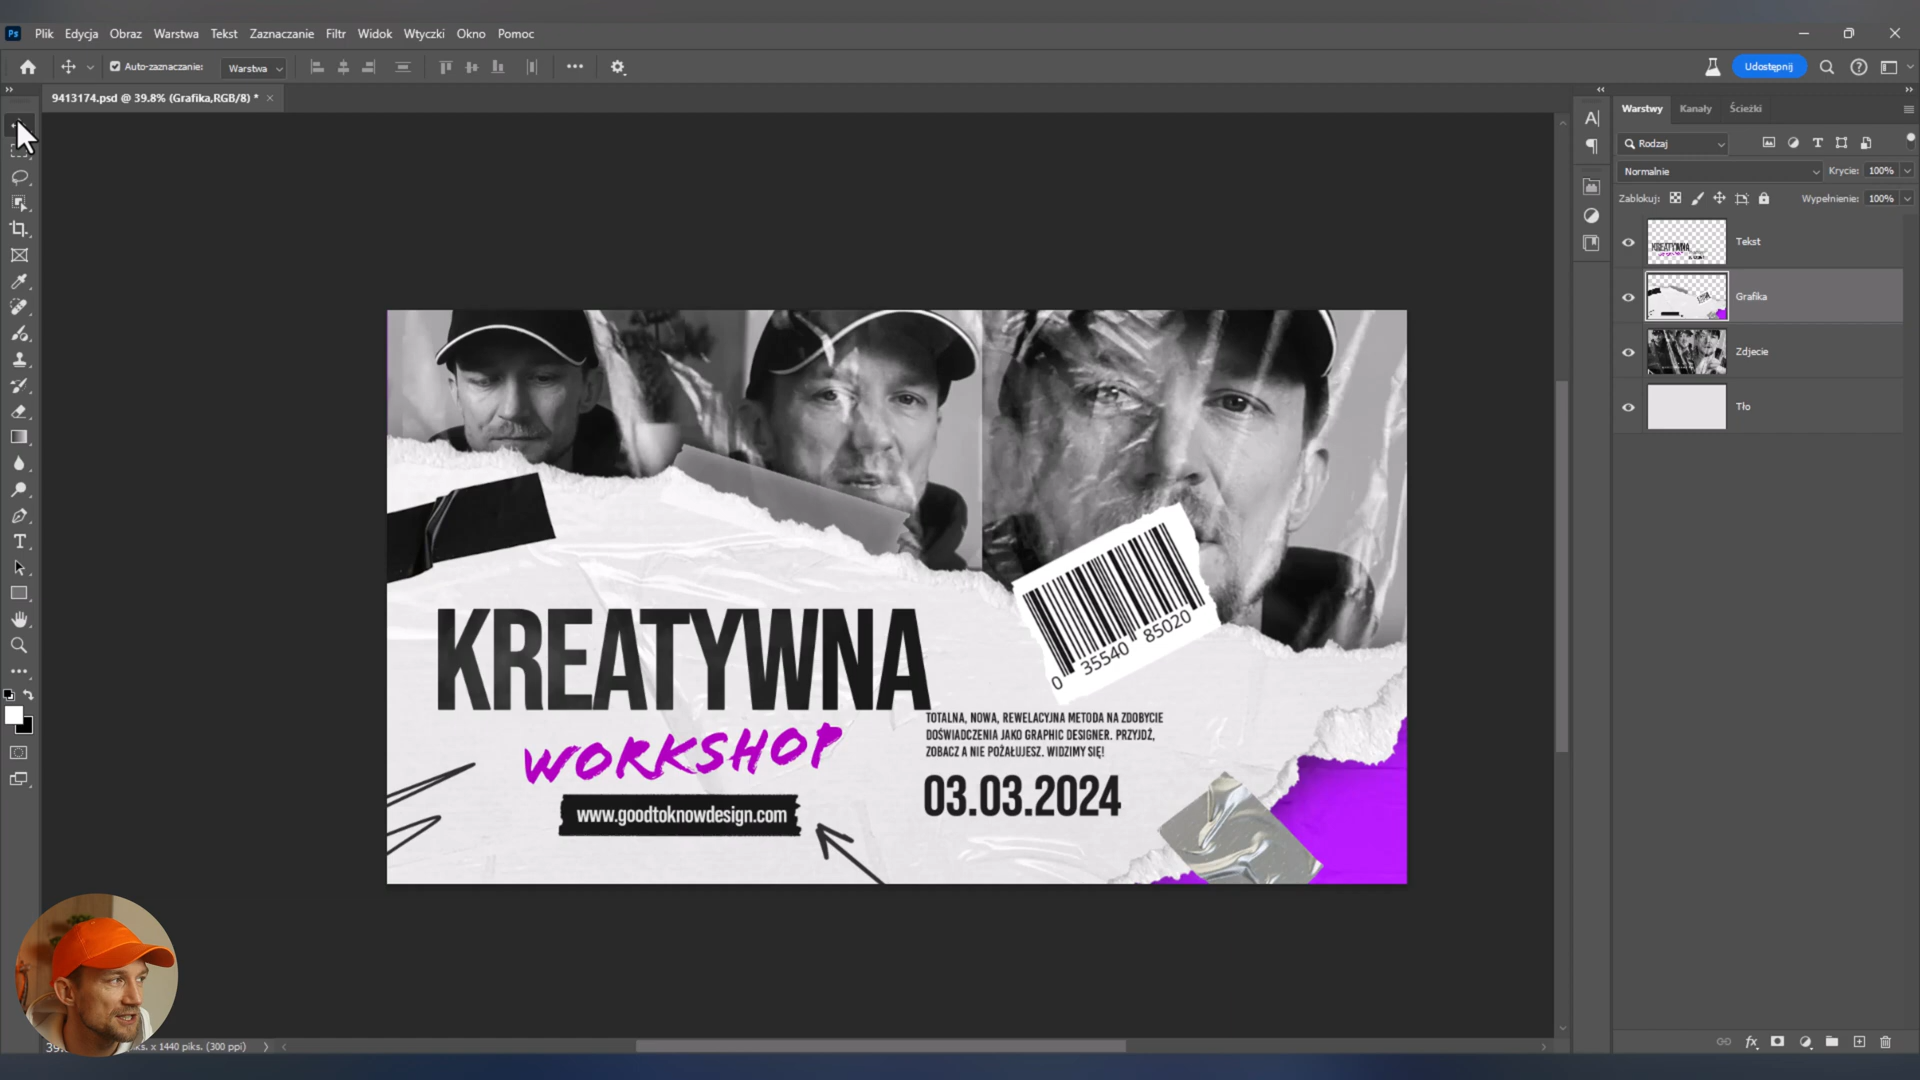 Ps Plik Edycja Obraz Warstwa Tekst Zaznaczanie Filtr Widok Wtyczki Okno Pomoc
Auto-zaznaczanie: Warstwa
Udostępnij
9413174.psd @ 39.8% (Grafika,RGB/8) *
Warstwy Kanały Ścieżki
Rodzaj
Normalnie Krycie: 100%
Zablokuj: Wypełnienie: 100%
Tekst
Grafika
Zdjecie
Tło
0 35540 85020
KREATYWNA
WORKSHOP
www.goodtoknowdesign.com
TOTALNA, NOWA, REWELACYJNA METODA NA ZDOBYCIE
DOŚWIADCZENIA JAKO GRAPHIC DESIGNER. PRZYJDŹ,
ZOBACZ A NIE POŻAŁUJESZ. WIDZIMY SIĘ!
03.03.2024
x 1440 piks. (300 ppi)